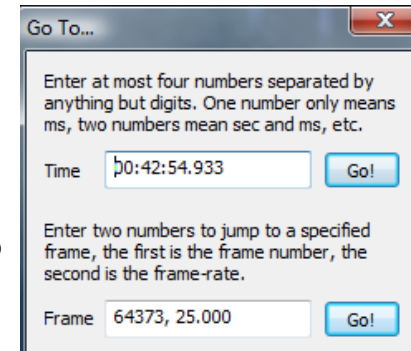 Go To...
Enter at most four numbers separated by
anything but digits. One number only means
ms, two numbers mean sec and ms, etc.
Time 00:42:54.933 Go!
Enter two numbers to jump to a specified
frame, the first is the frame number, the
second is the frame-rate.
Frame 64373, 25.000 Go!